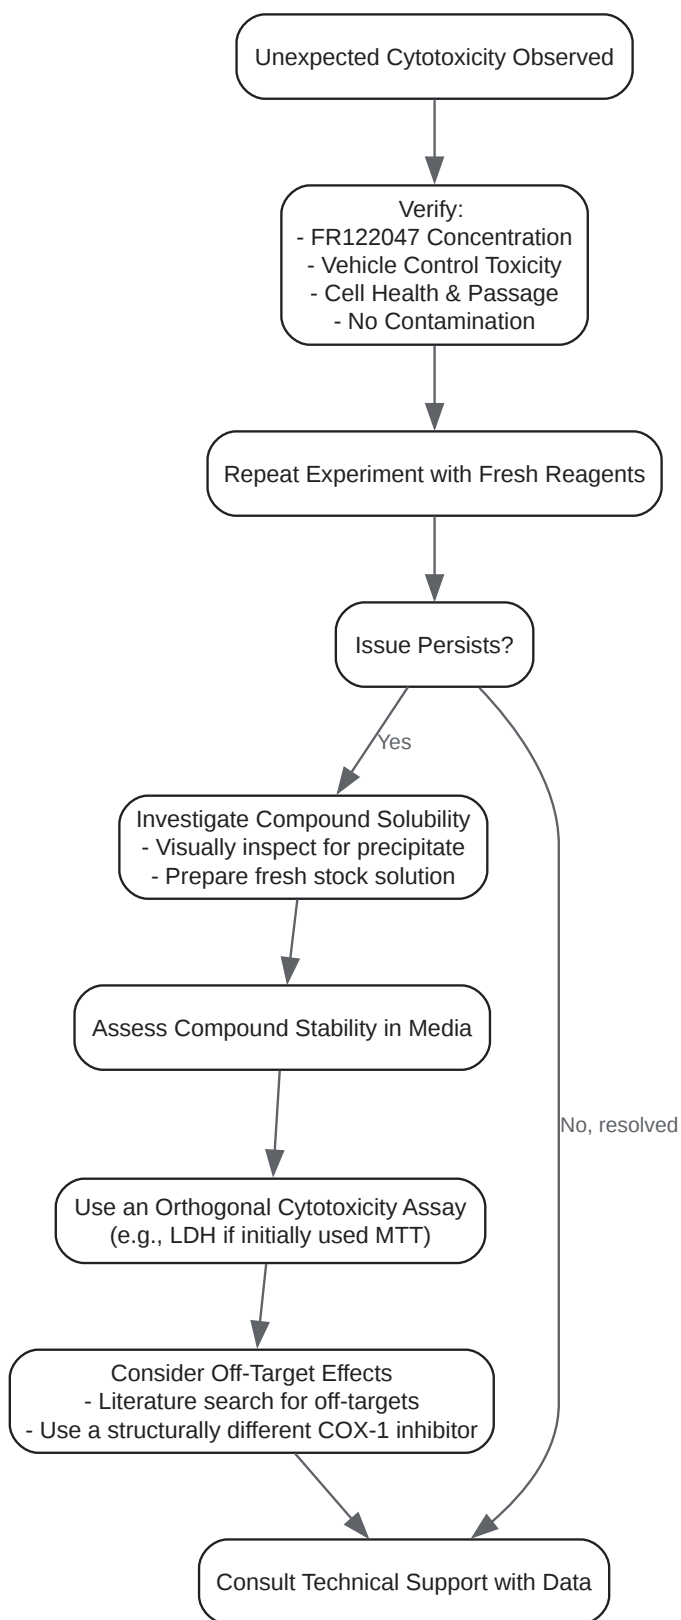 Unexpected Cytotoxicity Observed
Verify:
- FR122047 Concentration
- Vehicle Control Toxicity
- Cell Health & Passage
- No Contamination
Repeat Experiment with Fresh Reagents
Issue Persists?
Yes
Investigate Compound Solubility
- Visually inspect for precipitate
- Prepare fresh stock solution
Assess Compound Stability in Media
No, resolved
Use an Orthogonal Cytotoxicity Assay
(e.g., LDH if initially used MTT)
Consider Off-Target Effects
- Literature search for off-targets
- Use a structurally different COX-1 inhibitor
Consult Technical Support with Data